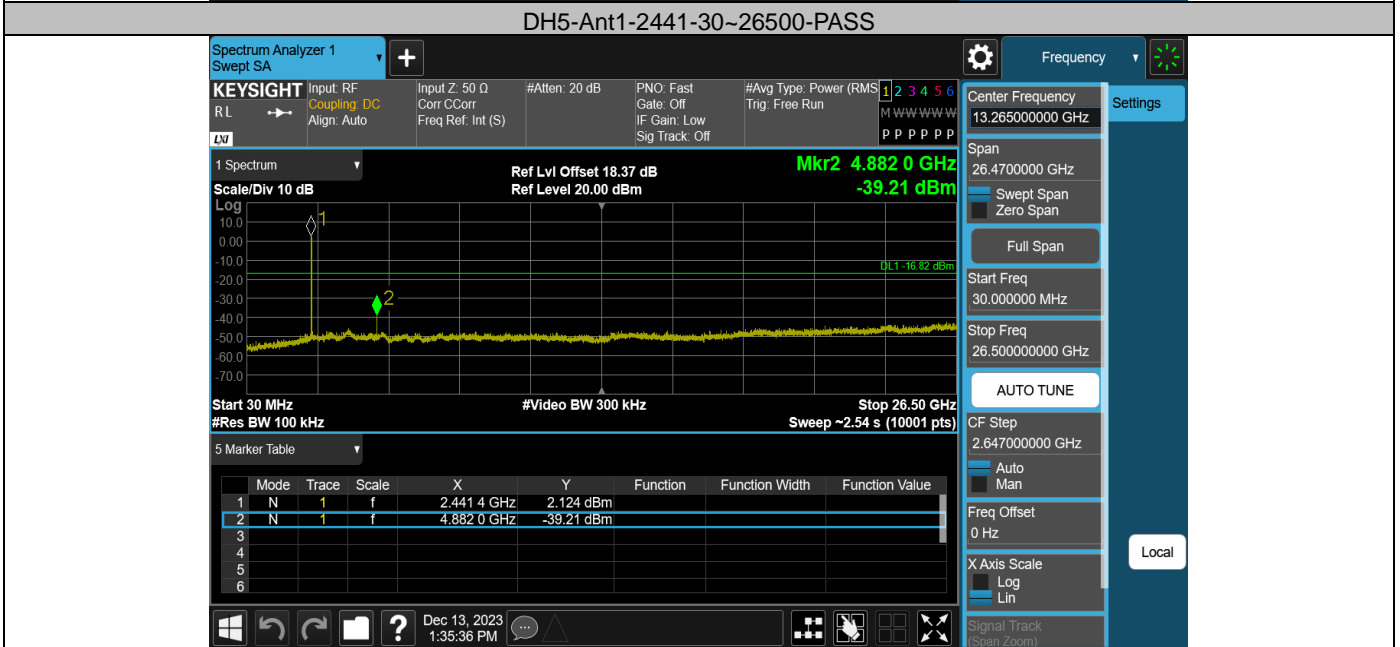 DH5-Ant1-2441-30~26500-PASS
Spectrum Analyzer 1
Swept SA
Frequency
KEYSIGHT
RL
LXI
Input: RF
Coupling: DC
Align: Auto
Input Z: 50 Ω
Corr CCorr
Freq Ref: Int (S)
#Atten: 20 dB
PNO: Fast
Gate: Off
IF Gain: Low
Sig Track: Off
#Avg Type: Power (RMS
Trig: Free Run
1 2 3 4 5 6
M W W W W W
P P P P P P
1 Spectrum
Ref Lvl Offset 18.37 dB
Mkr2 4.882 0 GHz
Scale/Div 10 dB
Ref Level 20.00 dBm
-39.21 dBm
Log
10.0
0.00
-10.0
-20.0
-30.0
-40.0
-50.0
-60.0
-70.0
1
2
DL1 -16.82 dBm
Start 30 MHz
#Video BW 300 kHz
Stop 26.50 GHz
#Res BW 100 kHz
Sweep ~2.54 s (10001 pts)
5 Marker Table
Mode Trace Scale X Y Function Function Width Function Value
1 N 1 f 2.441 4 GHz 2.124 dBm
2 N 1 f 4.882 0 GHz -39.21 dBm
3
4
5
6
?
Dec 13, 2023
1:35:36 PM
Center Frequency
13.265000000 GHz
Settings
Span
26.4700000 GHz
Swept Span
Zero Span
Full Span
Start Freq
30.000000 MHz
Stop Freq
26.500000000 GHz
AUTO TUNE
CF Step
2.647000000 GHz
Auto
Man
Freq Offset
0 Hz
Local
X Axis Scale
Log
Lin
Signal Track
(Span Zoom)